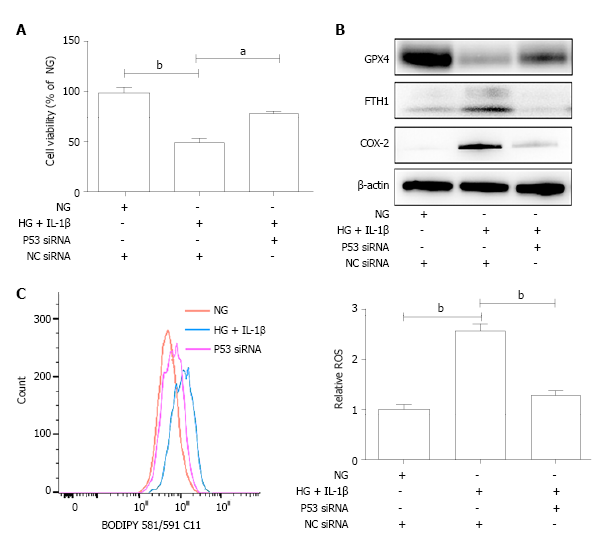 A
Cell viability (% of NG)
150
100
50
0
b
a
NG + - -
HG + IL-1β - + +
P53 siRNA - - +
NC siRNA + + -
B
GPX4
FTH1
COX-2
β-actin
NG + - -
HG + IL-1β - + +
P53 siRNA - - +
NC siRNA + + -
C
Count
300
200
100
0
NG
HG + IL-1β
P53 siRNA
0
BODIPY 581/591 C11
Relative ROS
3
2
1
0
b
b
NG + - -
HG + IL-1β - + +
P53 siRNA - - +
NC siRNA + + -